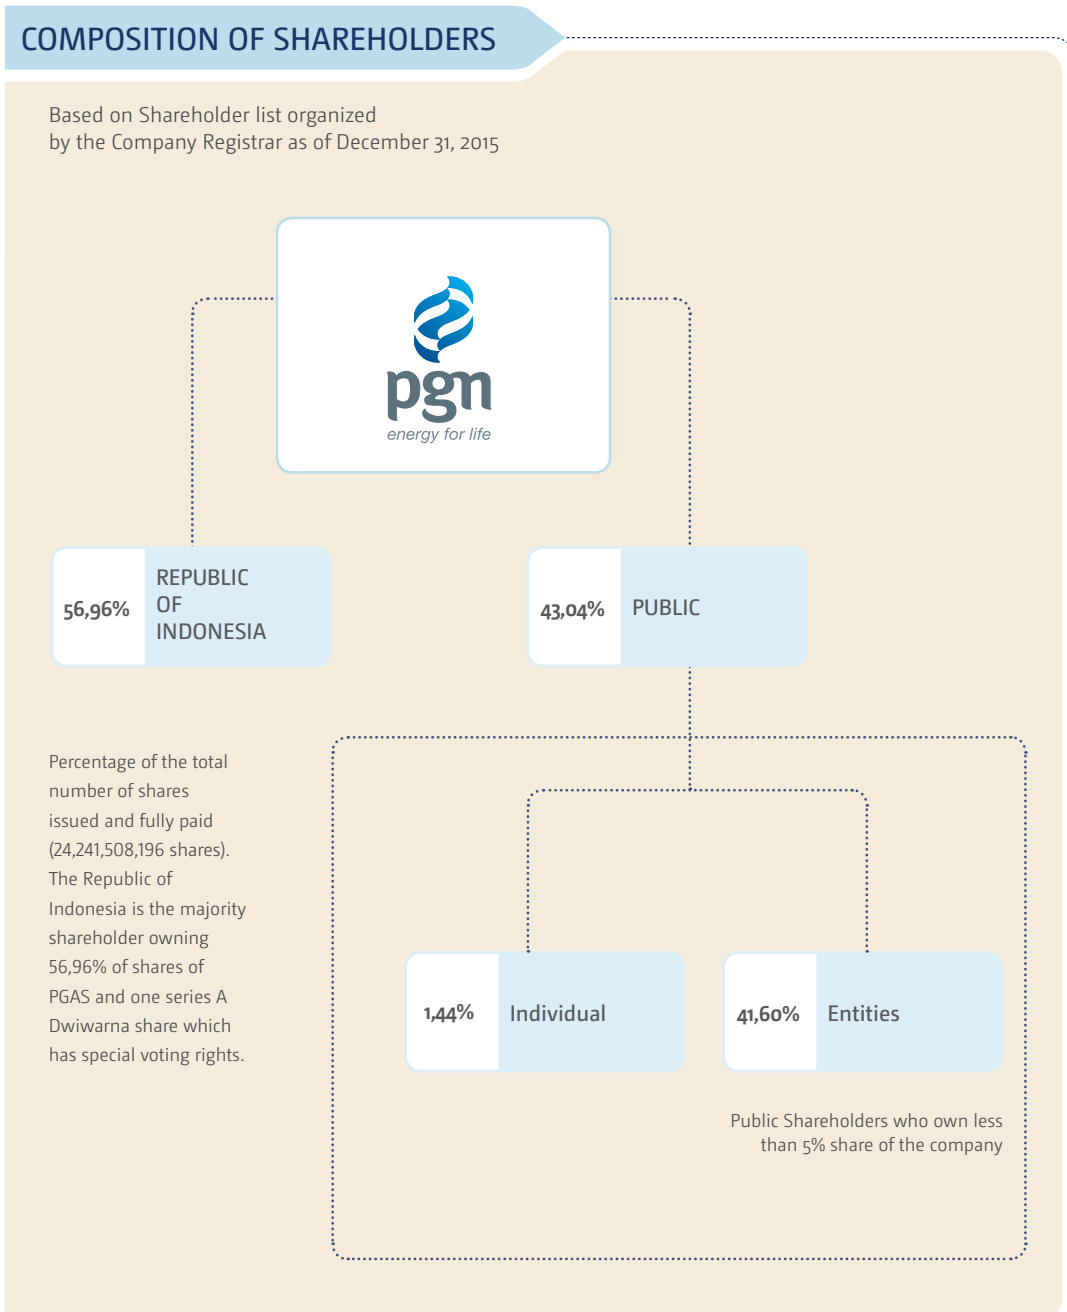 COMPOSITION OF SHAREHOLDERS
Based on Shareholder list organized
by the Company Registrar as of December 31, 2015
pgn
energy for life
56,96%
REPUBLIC
OF
INDONESIA
43,04%
PUBLIC
Percentage of the total
number of shares
issued and fully paid
(24,241,508,196 shares).
The Republic of
Indonesia is the majority
shareholder owning
56,96% of shares of
PGAS and one series A
Dwiwarna share which
has special voting rights.
1,44%
Individual
41,60%
Entities
Public Shareholders who own less
than 5% share of the company